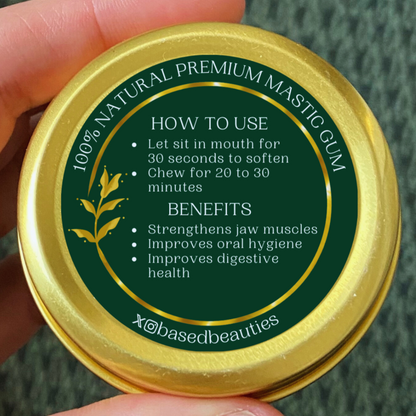 100% NATURAL PREMIUM MASTIC GUM
HOW TO USE
• Let sit in mouth for
30 seconds to soften
• Chew for 20 to 30
minutes
BENEFITS
• Strengthens jaw muscles
• Improves oral hygiene
• Improves digestive
health
basedbeauties